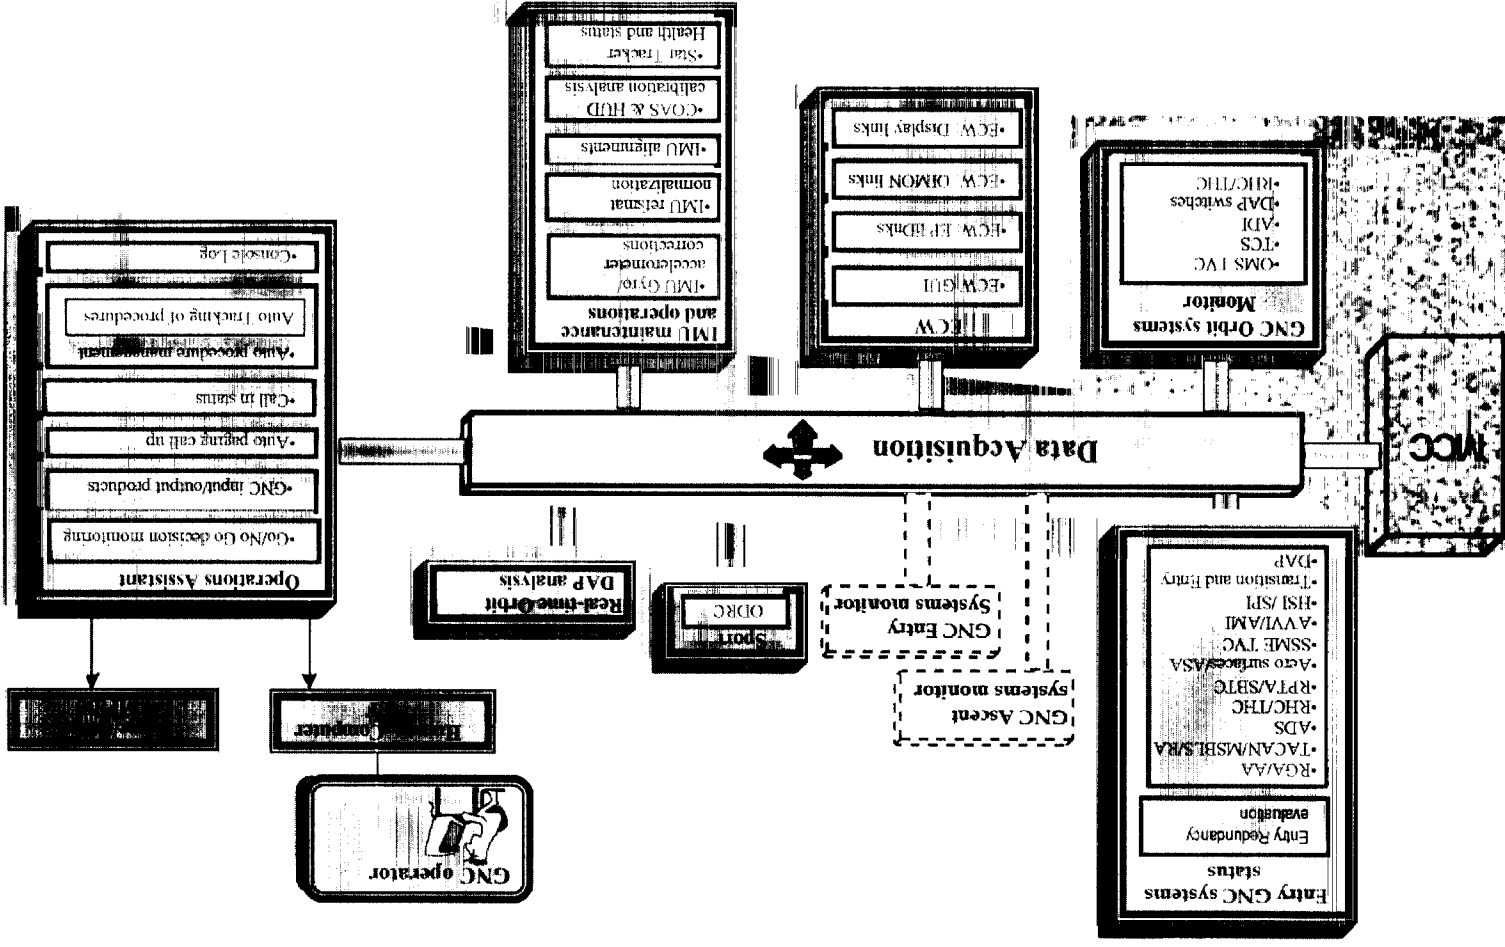 Entry GNC systems
status
Entry Redundancy
evaluation
•RGA/AA
•TACAN/MSBLS/RA
•ADS
•RHC/THC
•RPTA/SBTC
•Aero surfaces/ASA
•SSME TVC
•AVVI/AMI
•HSI /SPI
•Transition and Entry
•DAP
GNC Ascent
systems monitor
GNC Entry
Systems monitor
Sport
ODRC
Real-time Orbit
DAP analysis
GNC operator
Computer
Operations Assistant
•Go/No Go decision monitoring
•GNC input/output products
•Auto paging call up
•Call in status
•Auto procedure management
Auto Tracking of procedures
•Console Log
MCC
Data Acquisition
GNC Orbit systems
Monitor
•OMS TVC
•TCS
•ADI
•DAP switches
•RHC/THC
ECW
•ECW GUI
•ECW EP
•ECW OIMON links
•ECW Display links
IMU maintenance
and operations
•IMU Gyro/
accelerometer
corrections
•IMU refsmat
normalization
•IMU alignments
•COAS & HUD
calibration analysis
•Star Tracker
Health and status